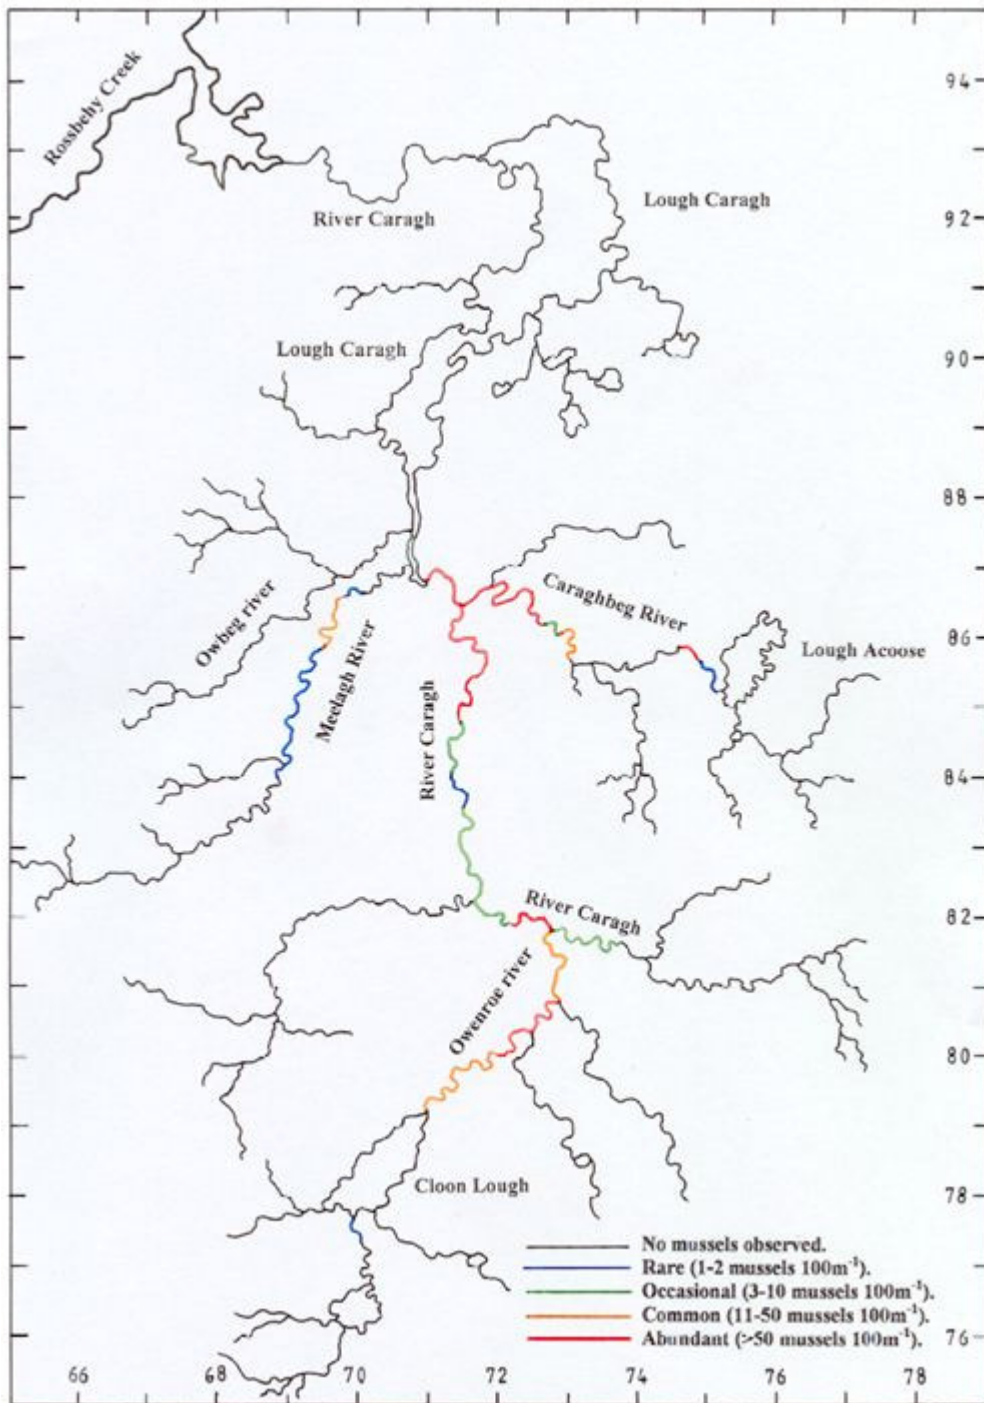 94
Rossbehy Creek
River Caragh
Lough Caragh
92
Lough Caragh
90
88
Caraghbeg River
Owbeg river
Meelagh River
86
Lough Acoose
River Caragh
84
River Caragh
82
Owenroe river
80
Cloon Lough
78
No mussels observed.
Rare (1-2 mussels 100m⁻¹).
Occasional (3-10 mussels 100m⁻¹).
Common (11-50 mussels 100m⁻¹).
Abundant (>50 mussels 100m⁻¹).
76
66 68 70 72 74 76 78